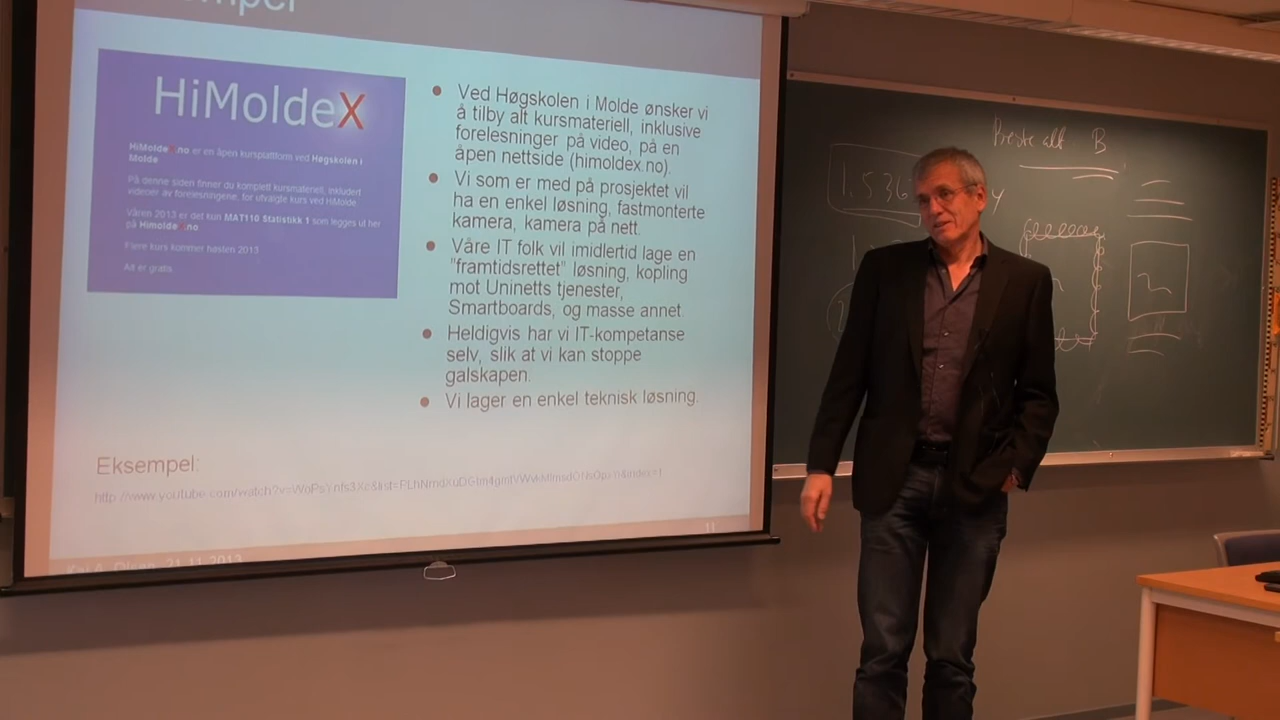 HiMoldeX
HiMoldeX.no er en åpen kursplattform ved Høgskolen i
Molde
På denne siden finner du komplett kursmateriell, inkludert
videoer av forelesningene, for utvalgte kurs ved HiMolde.
Våren 2013 er det kun MAT110 Statistikk 1 som legges ut her
på HimoldeX.no
Flere kurs kommer høsten 2013.
Alt er gratis.
Ved Høgskolen i Molde ønsker vi
å tilby alt kursmateriell, inklusive
forelesninger på video, på en
åpen nettside (himoldex.no).
Vi som er med på prosjektet vil
ha en enkel løsning, fastmonterte
kamera, kamera på nett.
Våre IT folk vil imidlertid lage en
"framtidsrettet" løsning, kopling
mot Uninetts tjenester,
Smartboards, og masse annet.
Heldigvis har vi IT-kompetanse
selv, slik at vi kan stoppe
galskapen.
Vi lager en enkel teknisk løsning.
Eksempel:
11
Kai A. Olsen, 21.11.2013
B